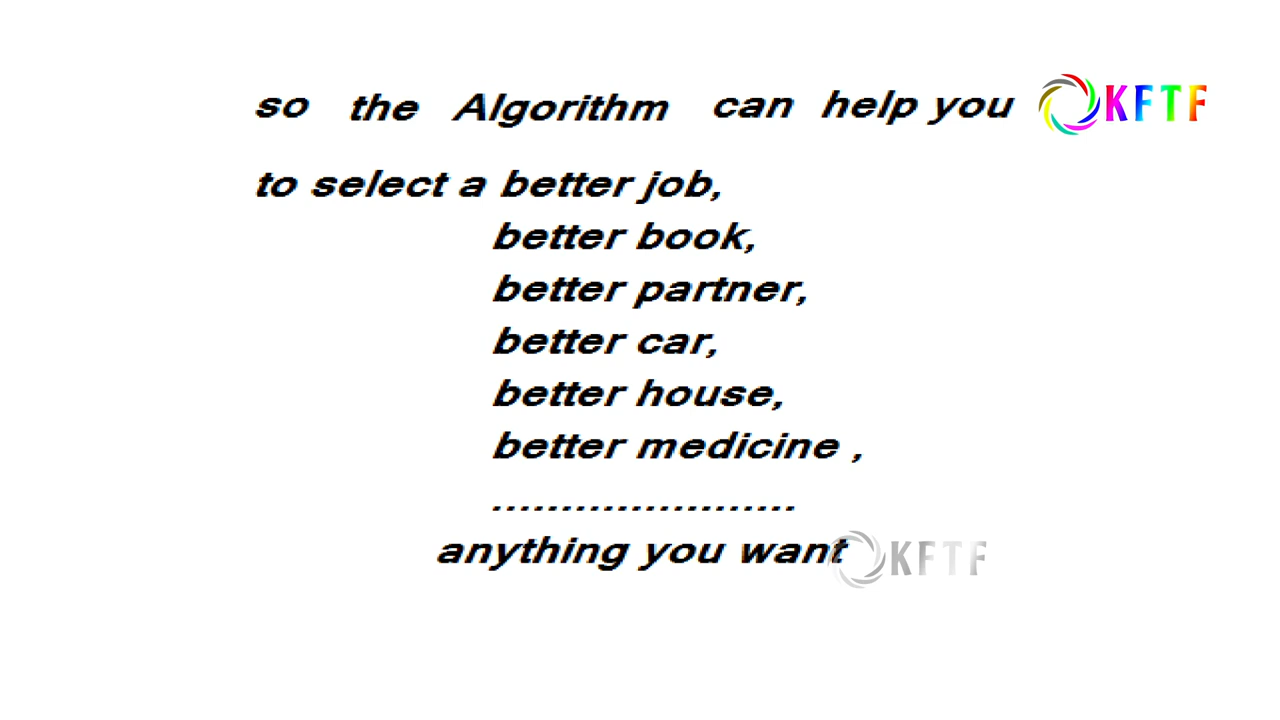 so the Algorithm can help you KFTF
to select a better job,
better book,
better partner,
better car,
better house,
better medicine ,
......................
anything you want KFTF